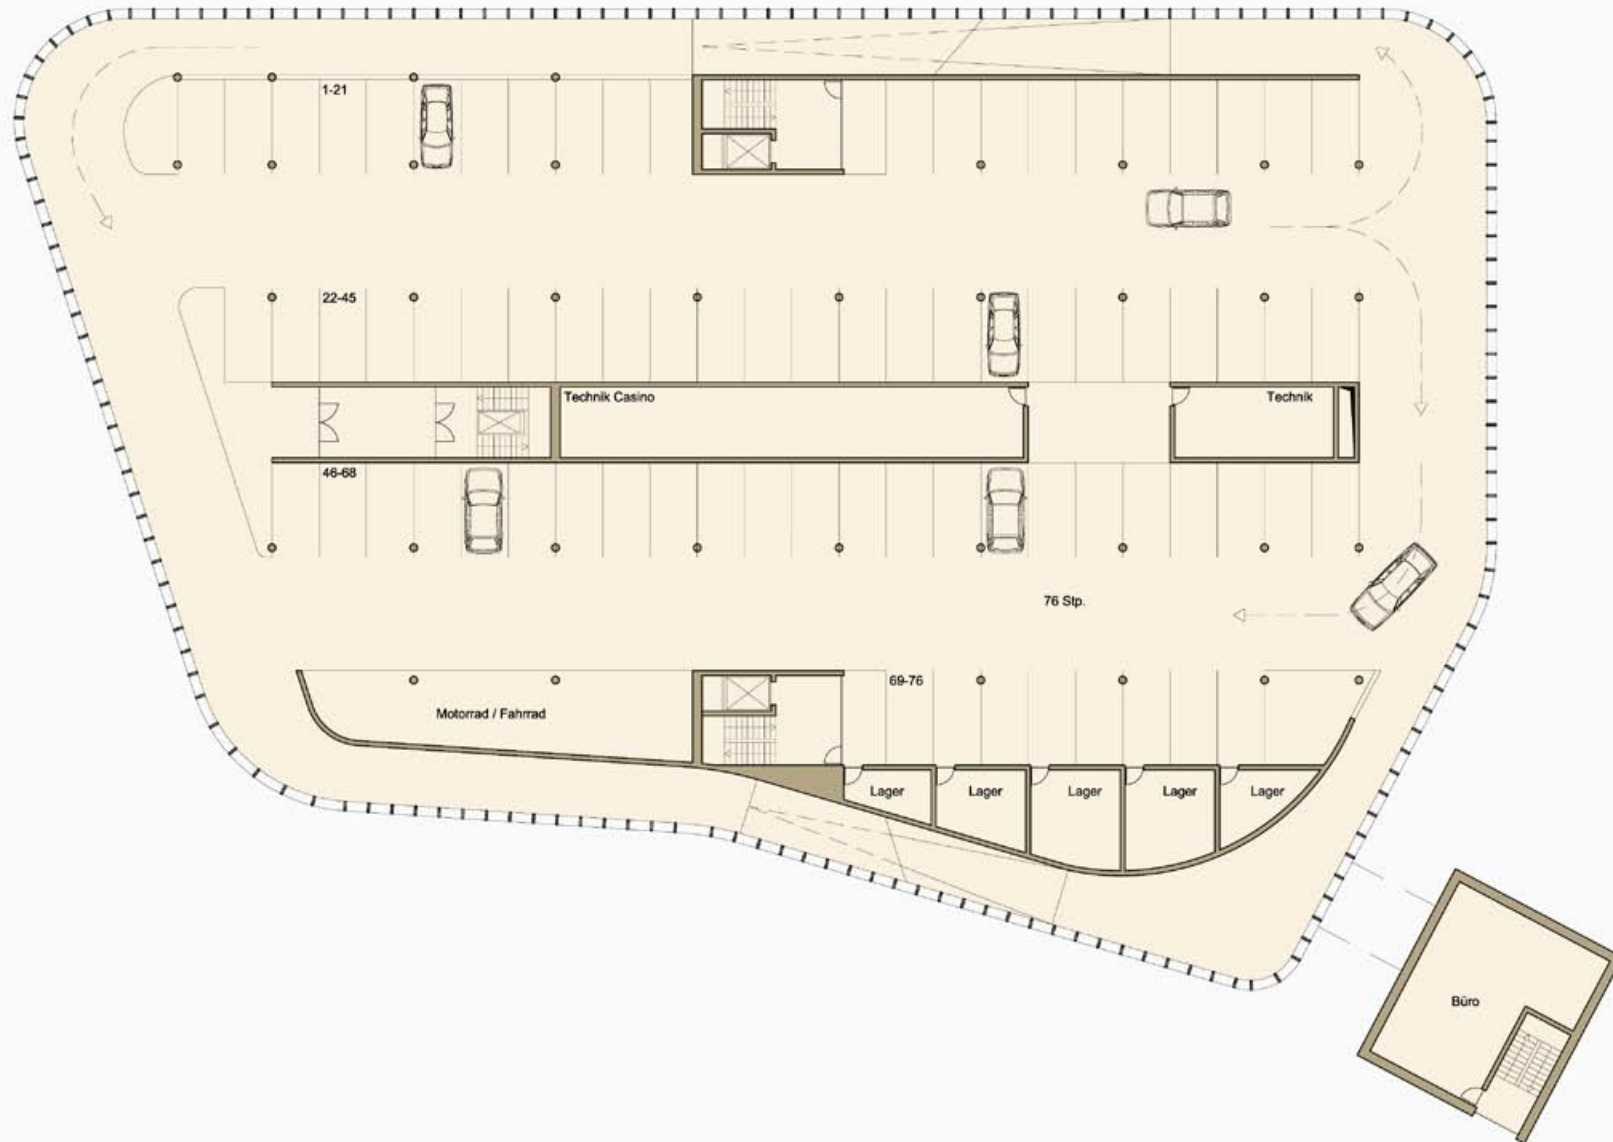 1-21
22-45
Technik Casino
Technik
46-68
76 Stp.
69-76
Motorrad / Fahrrad
Lager
Lager
Lager
Lager
Lager
Büro